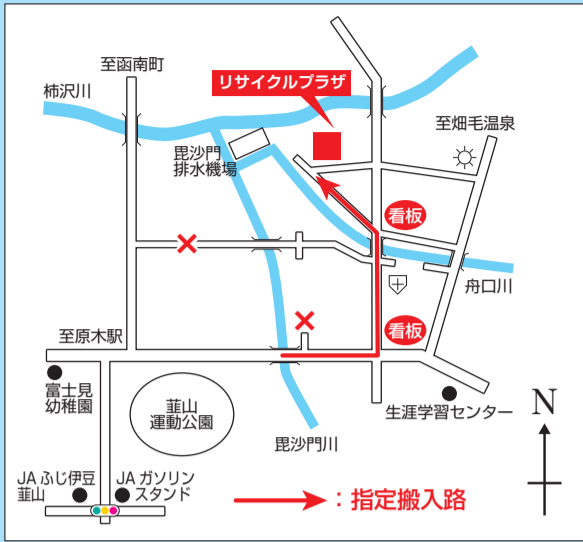 至函南町
柿沢川
リサイクルプラザ
至畑毛温泉
毘沙門
排水機場
看板
舟口川
至原木駅
看板
富士見
幼稚園
韮山
運動公園
生涯学習センター
毘沙門川
N
JA ふじ伊豆
韮山
JA ガソリン
スタンド
：指定搬入路